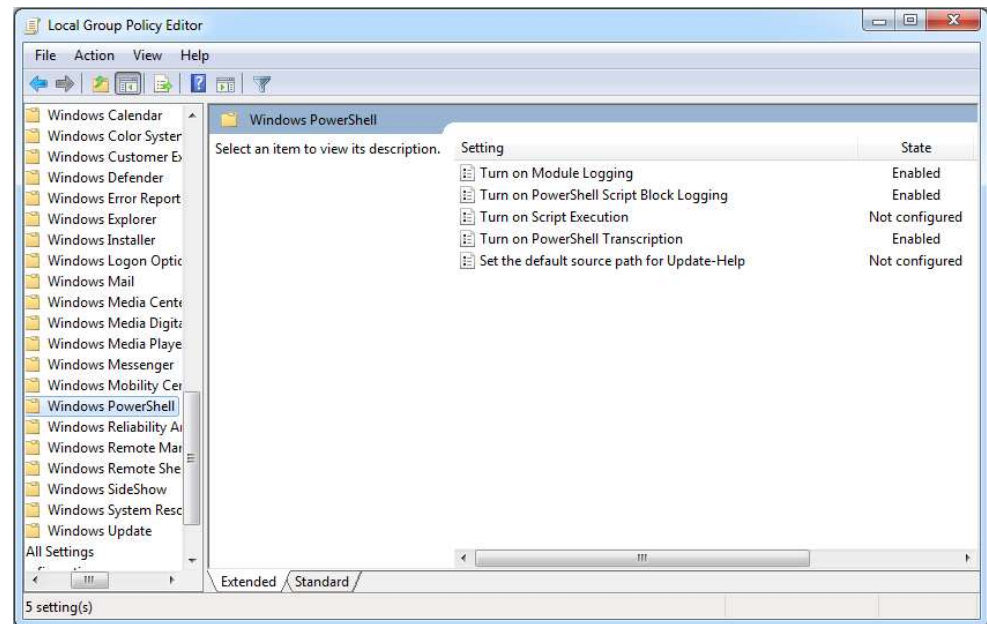 Local Group Policy Editor
File Action View Help
Windows Calendar
Windows Color System
Windows Customer Ex
Windows Defender
Windows Error Report
Windows Explorer
Windows Installer
Windows Logon Optic
Windows Mail
Windows Media Cente
Windows Media Digita
Windows Media Playe
Windows Messenger
Windows Mobility Cer
Windows PowerShell
Windows Reliability A
Windows Remote Mar
Windows Remote She
Windows SideShow
Windows System Resc
Windows Update
All Settings
Windows PowerShell
Select an item to view its description.
Setting State
Turn on Module Logging Enabled
Turn on PowerShell Script Block Logging Enabled
Turn on Script Execution Not configured
Turn on PowerShell Transcription Enabled
Set the default source path for Update-Help Not configured
Extended Standard
5 setting(s)